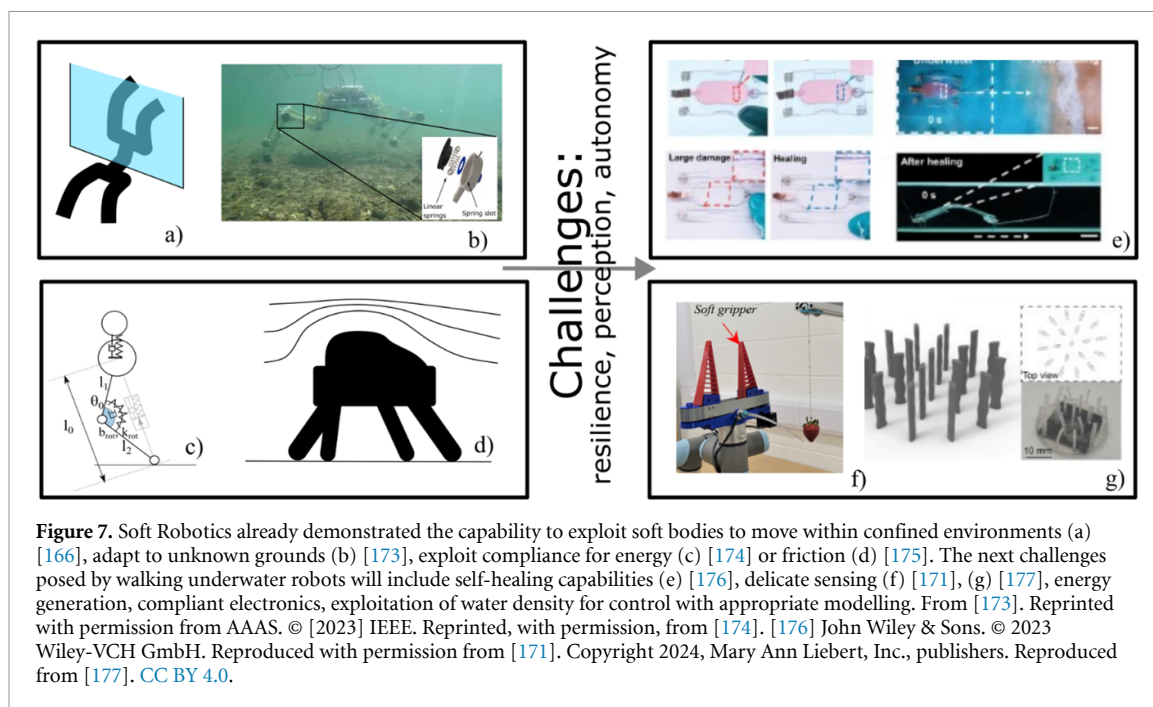 a)
Linear
springs
Spring slot
b)
l₁
θ₀
l₀
b_rot, k_rot
l₂
c)
d)
Challenges:
resilience, perception, autonomy
Underwater
After healing
0 s
Large damage
Healing
After healing
0 s
e)
Soft gripper
f)
Top view
10 mm
g)
Figure 7. Soft Robotics already demonstrated the capability to exploit soft bodies to move within confined environments (a)
[166], adapt to unknown grounds (b) [173], exploit compliance for energy (c) [174] or friction (d) [175]. The next challenges
posed by walking underwater robots will include self-healing capabilities (e) [176], delicate sensing (f) [171], (g) [177], energy
generation, compliant electronics, exploitation of water density for control with appropriate modelling. From [173]. Reprinted
with permission from AAAS. © [2023] IEEE. Reprinted, with permission, from [174]. [176] John Wiley & Sons. © 2023
Wiley-VCH GmbH. Reproduced with permission from [171]. Copyright 2024, Mary Ann Liebert, Inc., publishers. Reproduced
from [177]. CC BY 4.0.